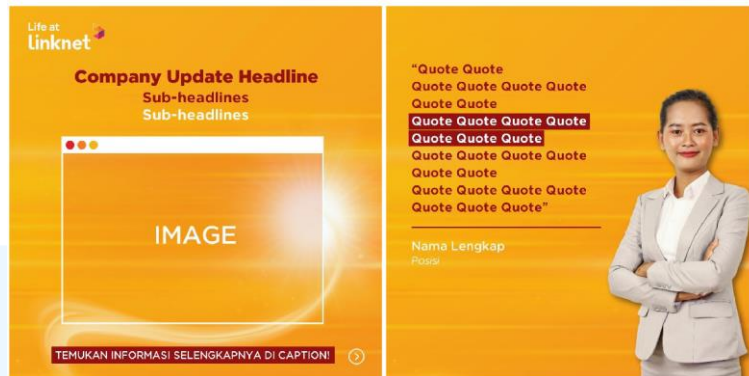 Life at
linknet
Company Update Headline
Sub-headlines
Sub-headlines
IMAGE
TEMUKAN INFORMASI SELENGKAPNYA DI CAPTION!
"Quote Quote
Quote Quote Quote Quote
Quote Quote
Quote Quote Quote Quote
Quote Quote Quote
Quote Quote Quote Quote
Quote Quote
Quote Quote Quote Quote
Quote Quote Quote"
Nama Lengkap
Posisi